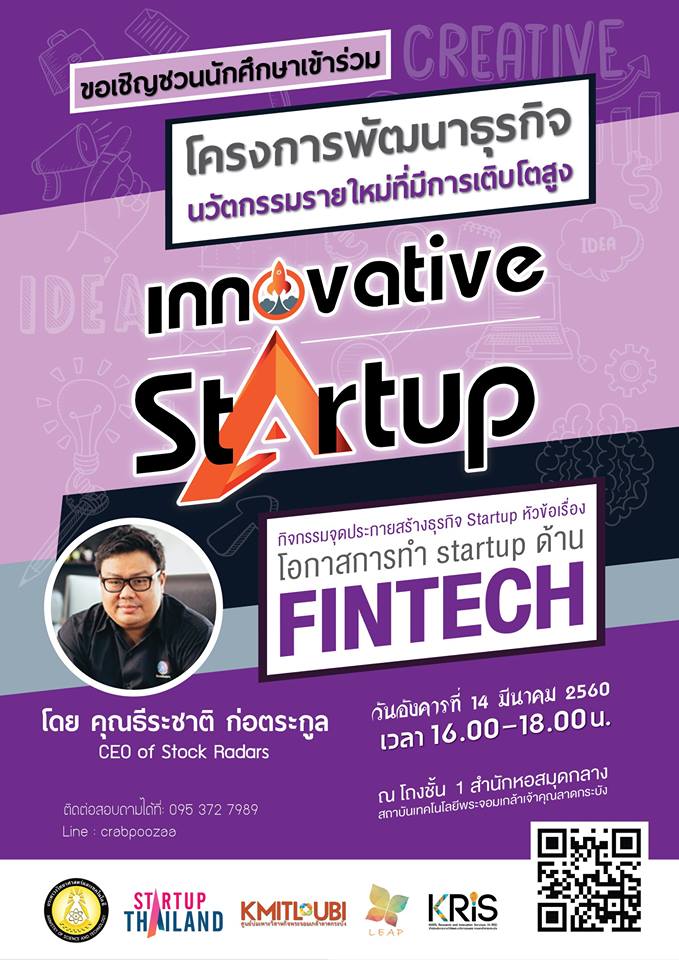 CREATIVE
ขอเชิญชวนนักศึกษาเข้าร่วม
โครงการพัฒนาธุรกิจ
นวัตกรรมรายใหม่ที่มีการเติบโตสูง
IDEA
IDEA
innovative
Startup
กิจกรรมจุดประกายสร้างธุรกิจ Startup หัวข้อเรื่อง
โอกาสการทำ startup ด้าน
FINTECH
โดย คุณธีระชาติ ก่อตระกูล
CEO of Stock Radars
วันอังคารที่ 14 มีนาคม 2560
เวลา 16.00-18.00 น.
ณ โถงชั้น 1 สำนักหอสมุดกลาง
สถาบันเทคโนโลยีพระจอมเกล้าเจ้าคุณลาดกระบัง
ติดต่อสอบถามได้ที่: 095 372 7989
Line : crabpoozaa
STARTUP
THAILAND
KMITL UBI
LEAP
KRiS